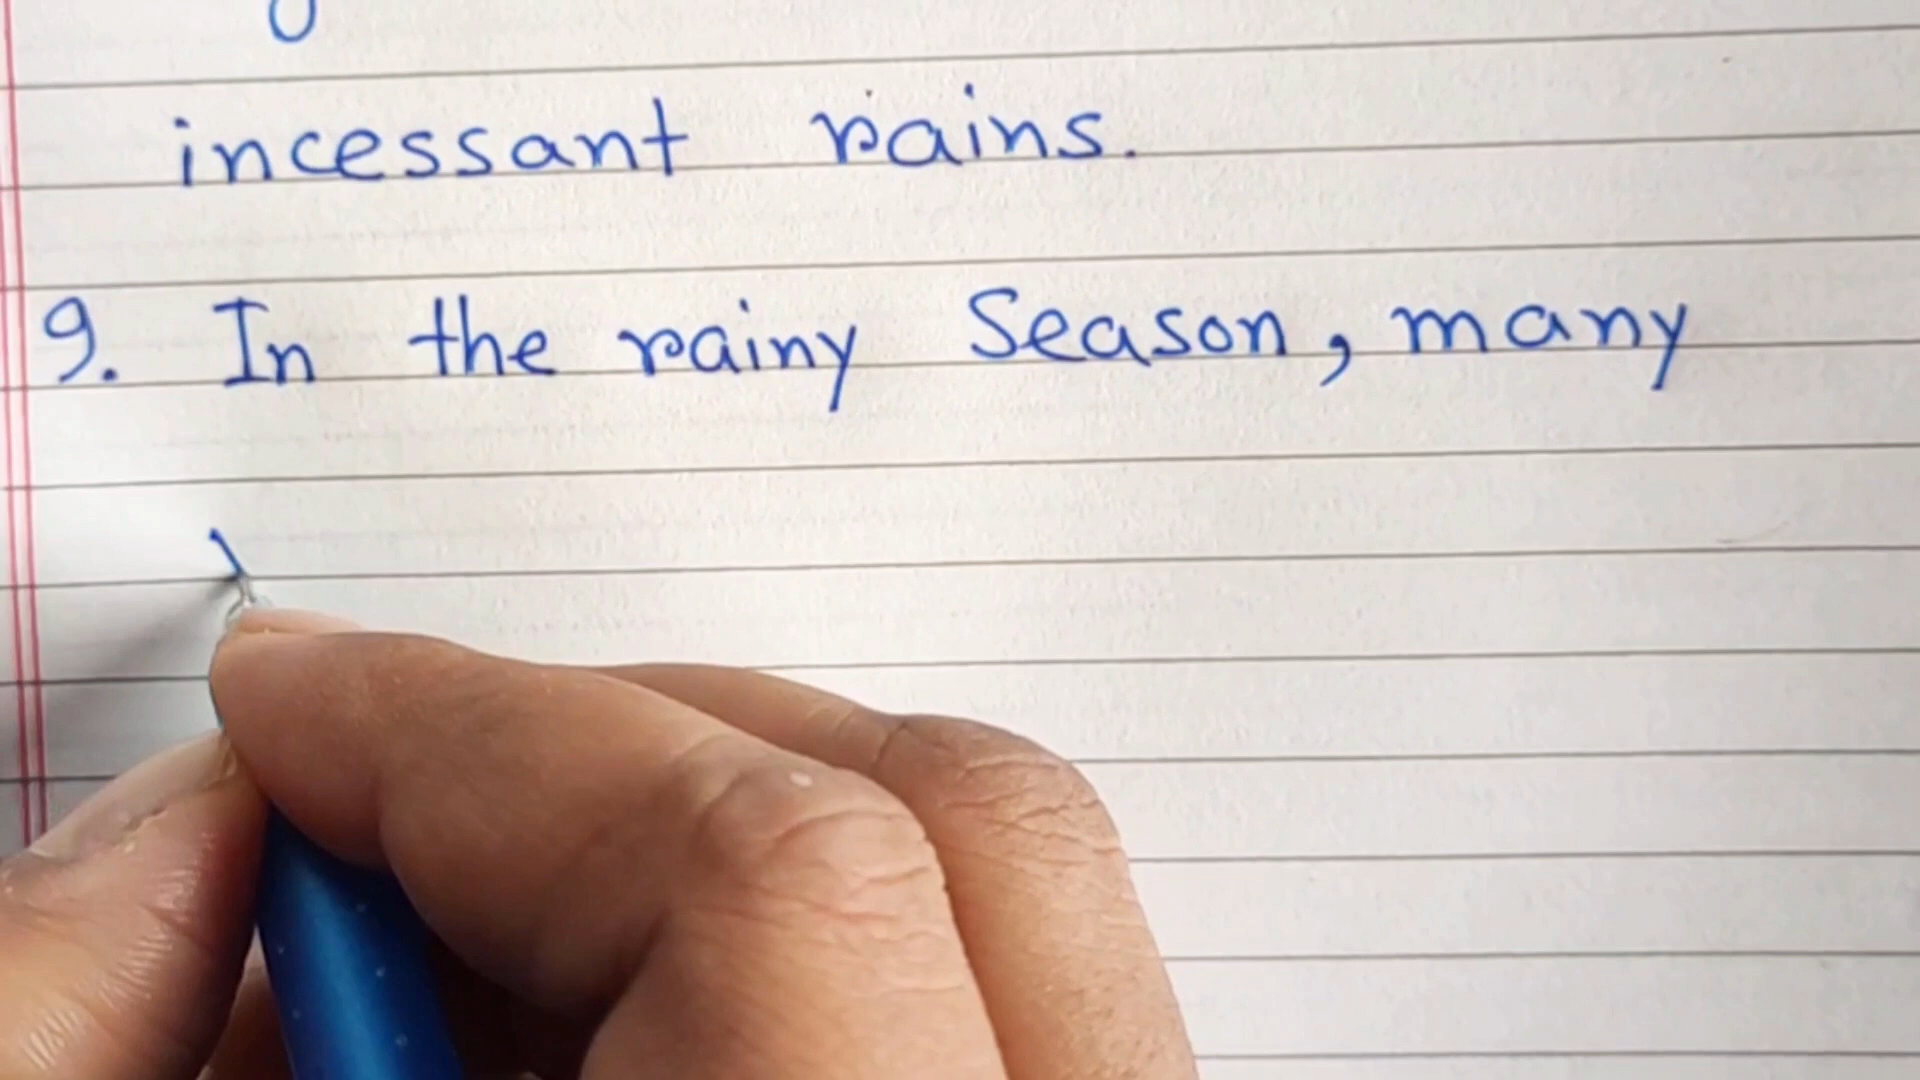 incessant rains.
9. In the rainy Season, many